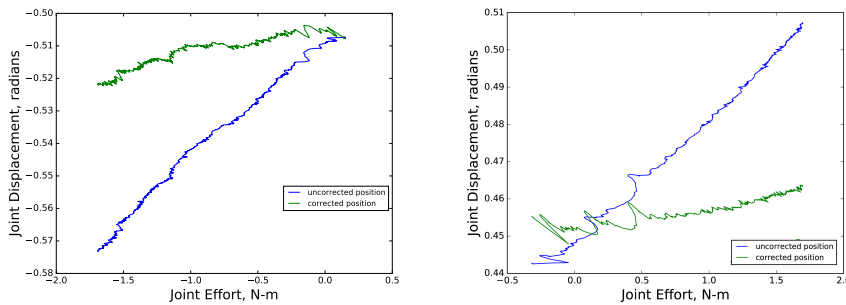 −0.50
−0.51
−0.52
−0.53
−0.54
−0.55
−0.56
−0.57
−0.58
−2.0 −1.5 −1.0 −0.5 0.0 0.5
Joint Effort, N-m
Joint Displacement, radians
uncorrected position
corrected position
0.51
0.50
0.49
0.48
0.47
0.46
0.45
0.44
−0.5 0.0 0.5 1.0 1.5 2.0
Joint Effort, N-m
Joint Displacement, radians
uncorrected position
corrected position